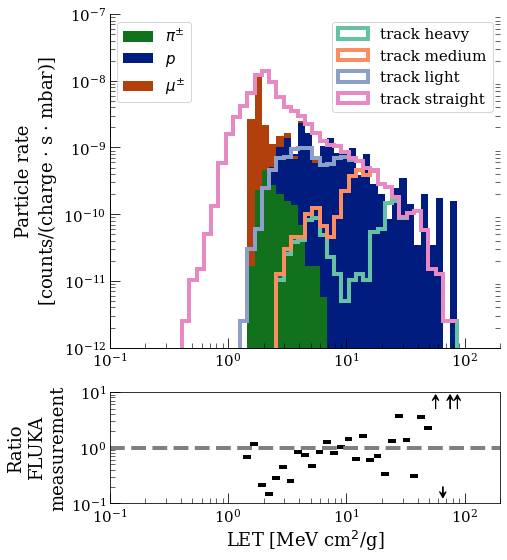 10⁻⁷
10⁻⁸
10⁻⁹
10⁻¹⁰
10⁻¹¹
10⁻¹²
Particle rate
[counts/(charge · s · mbar)]
π±
p
μ±
track heavy
track medium
track light
track straight
10⁻¹ 10⁰ 10¹ 10²
Ratio
FLUKA
measurement
10¹
10⁰
10⁻¹
10⁻¹ 10⁰ 10¹ 10²
LET [MeV cm²/g]